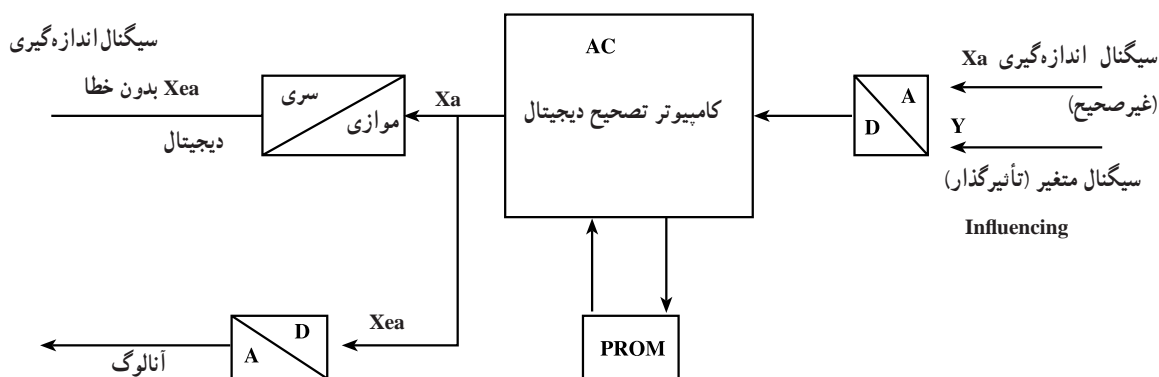 سیگنال اندازه‌گیری Xa
(غیرصحیح)
Y
سیگنال متغیر (تأثیرگذار)
Influencing
A
D
AC
کامپیوتر تصحیح دیجیتال
PROM
Xa
سری
موازی
سیگنال اندازه‌گیری
Xea بدون خطا
دیجیتال
Xea
D
A
آنالوگ